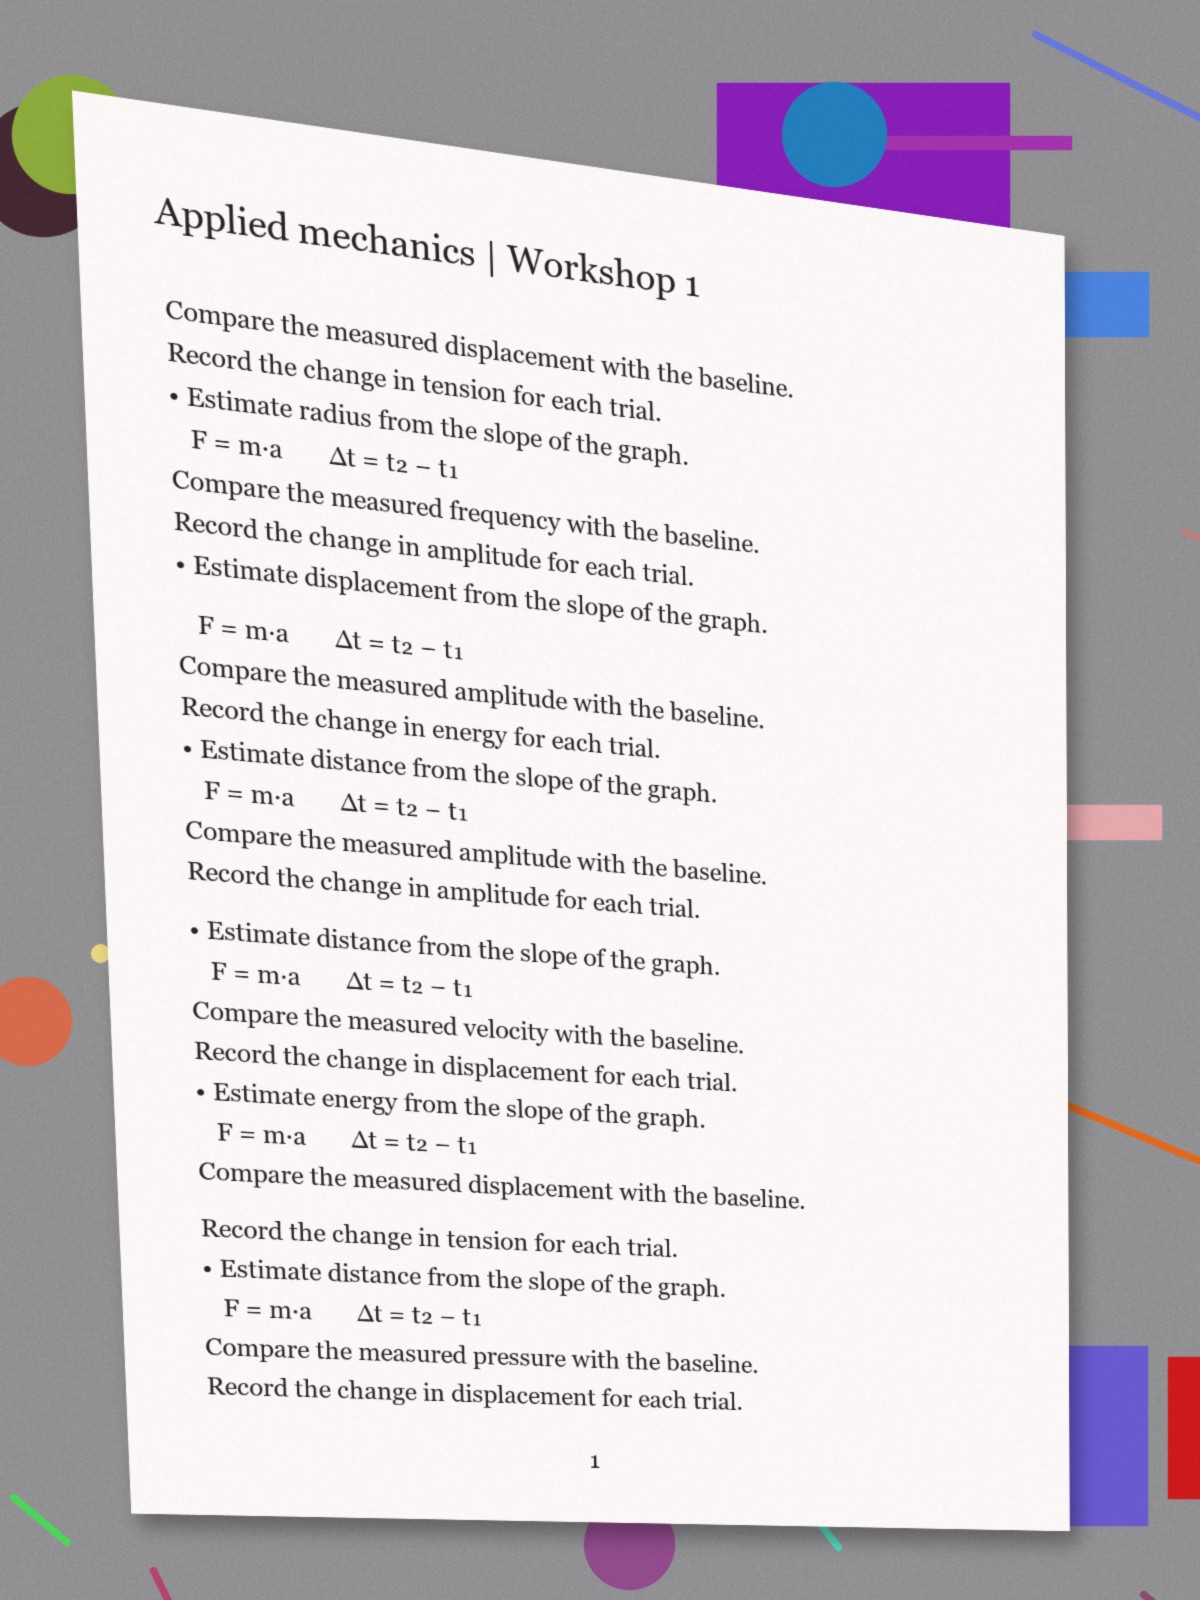 Applied mechanics | Workshop 1
Compare the measured displacement with the baseline.
Record the change in tension for each trial.
• Estimate radius from the slope of the graph.
F = m·a  Δt = t₂ − t₁
Compare the measured frequency with the baseline.
Record the change in amplitude for each trial.
• Estimate displacement from the slope of the graph.
F = m·a  Δt = t₂ − t₁
Compare the measured amplitude with the baseline.
Record the change in energy for each trial.
• Estimate distance from the slope of the graph.
F = m·a  Δt = t₂ − t₁
Compare the measured amplitude with the baseline.
Record the change in amplitude for each trial.
• Estimate distance from the slope of the graph.
F = m·a  Δt = t₂ − t₁
Compare the measured velocity with the baseline.
Record the change in displacement for each trial.
• Estimate energy from the slope of the graph.
F = m·a  Δt = t₂ − t₁
Compare the measured displacement with the baseline.
Record the change in tension for each trial.
• Estimate distance from the slope of the graph.
F = m·a  Δt = t₂ − t₁
Compare the measured pressure with the baseline.
Record the change in displacement for each trial.
1